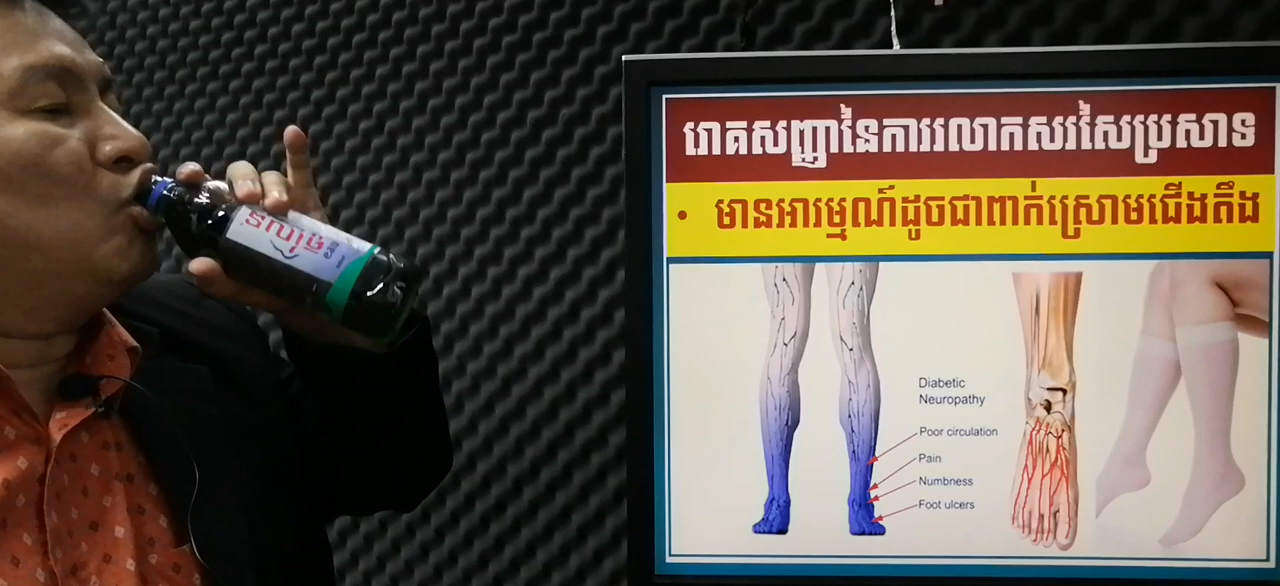 រោគសញ្ញានៃការរលាកសរសៃប្រសាទ
• មានអារម្មណ៍ដូចជាពាក់ស្រោមជើងតឹង
Diabetic
Neuropathy
Poor circulation
Pain
Numbness
Foot ulcers